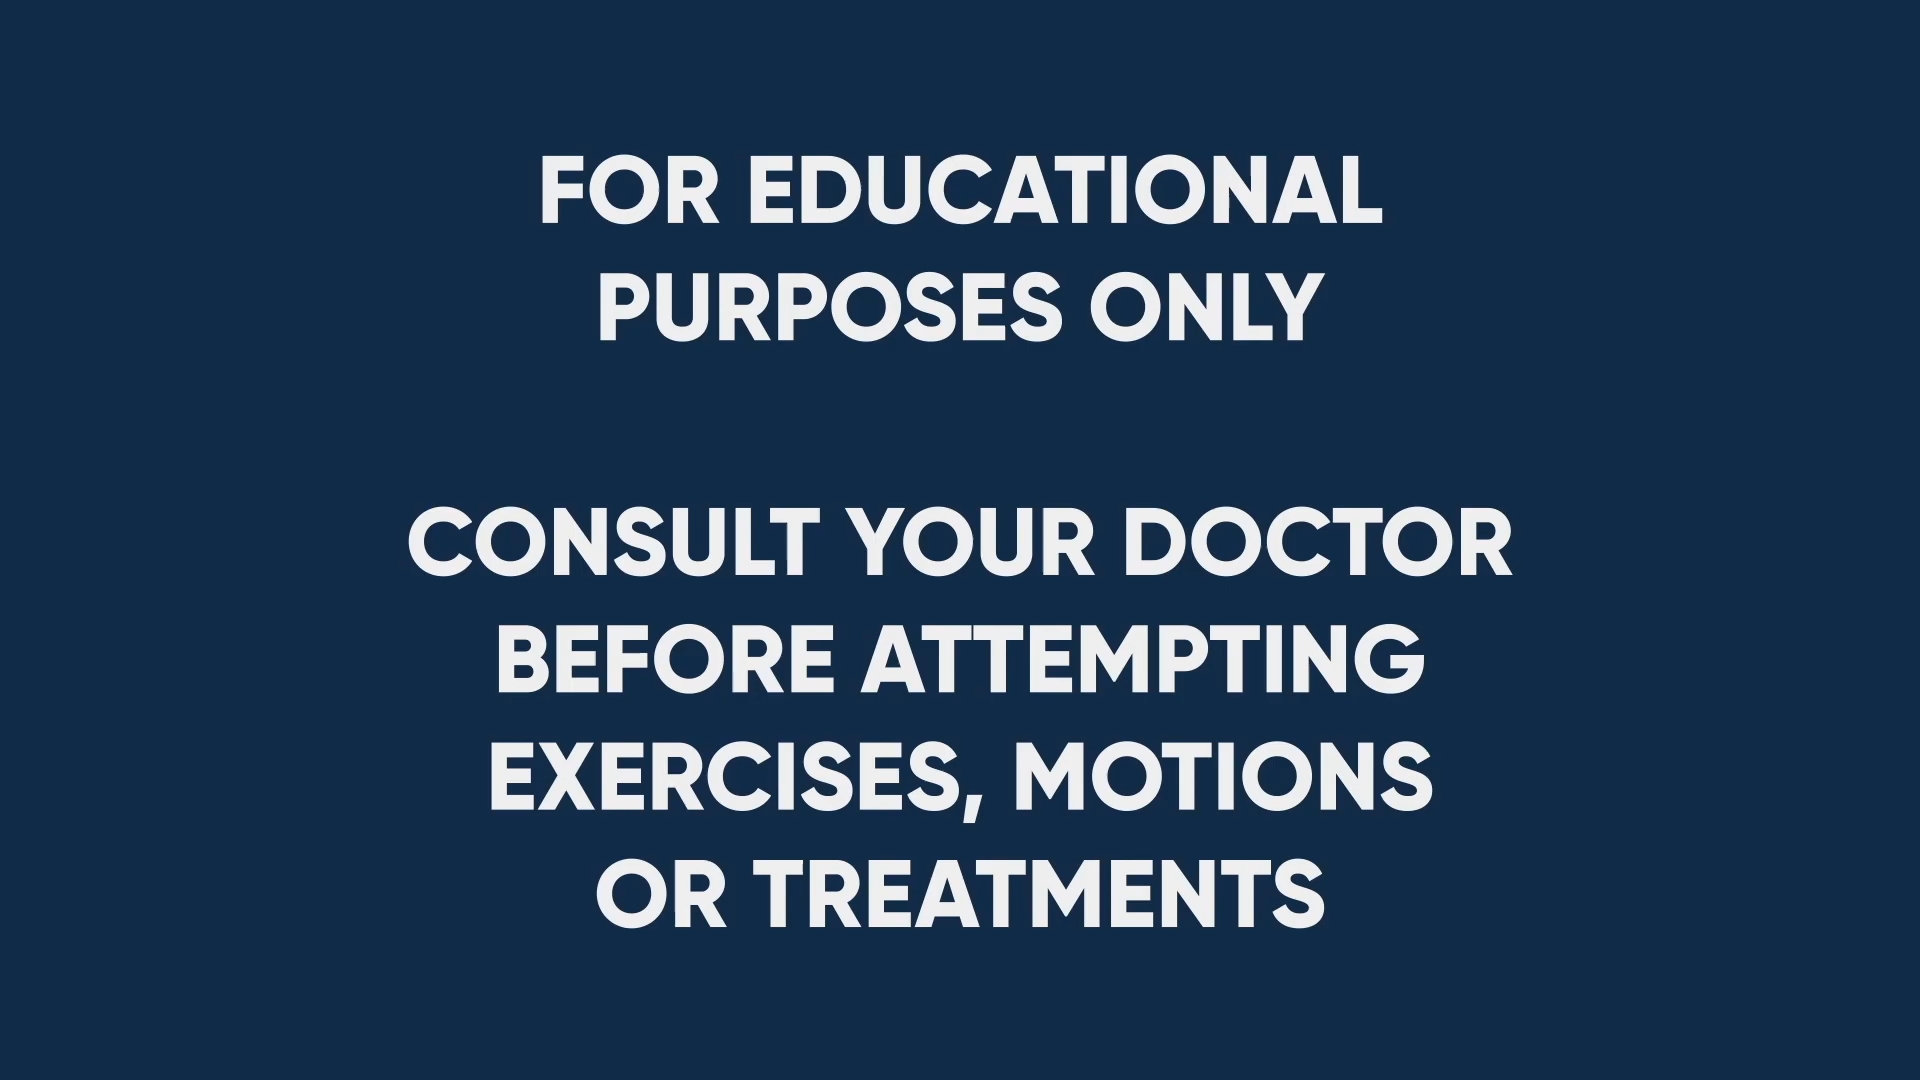 FOR EDUCATIONAL
PURPOSES ONLY
CONSULT YOUR DOCTOR
BEFORE ATTEMPTING
EXERCISES, MOTIONS
OR TREATMENTS